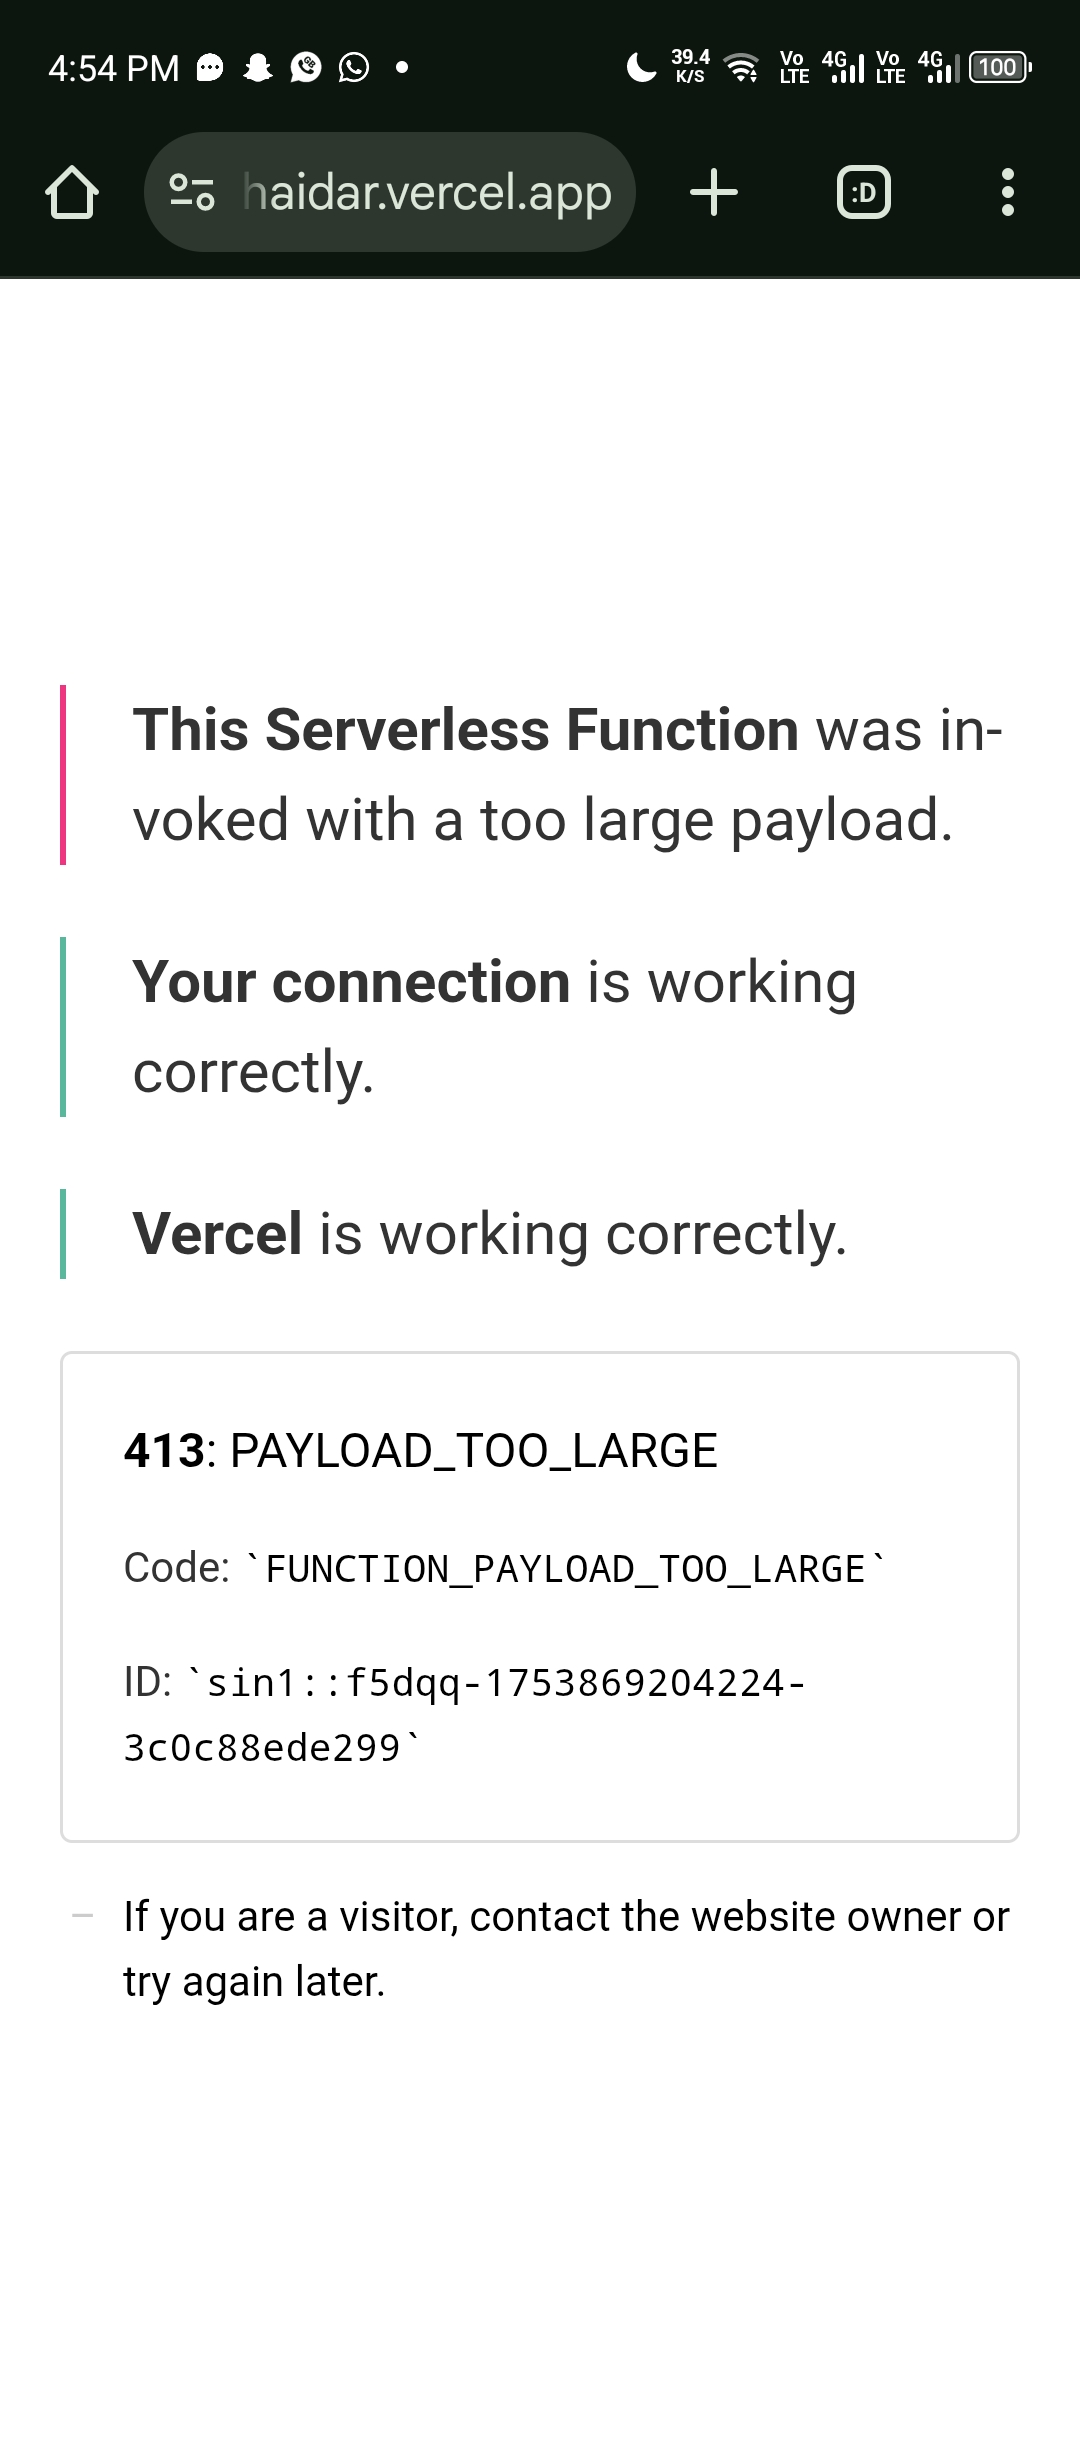 4:54 PM
39.4 K/S Vo LTE 4G Vo LTE 4G 100
haidar.vercel.app
:D
This Serverless Function was in-
voked with a too large payload.
Your connection is working
correctly.
Vercel is working correctly.
413: PAYLOAD_TOO_LARGE
Code: `FUNCTION_PAYLOAD_TOO_LARGE`
ID: `sin1::f5dqq-1753869204224-
3c0c88ede299`
If you are a visitor, contact the website owner or
try again later.